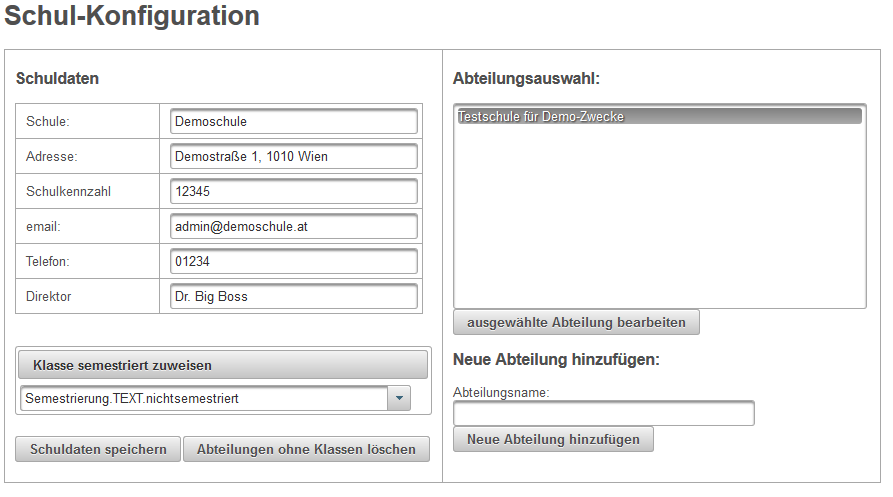 Schul-Konfiguration
Schuldaten
Schule: Demoschule
Adresse: Demostraße 1, 1010 Wien
Schulkennzahl 12345
email: admin@demoschule.at
Telefon: 01234
Direktor Dr. Big Boss
Klasse semestriert zuweisen
Semestrierung.TEXT.nichtsemestriert
Schuldaten speichern Abteilungen ohne Klassen löschen
Abteilungsauswahl:
Testschule für Demo-Zwecke
ausgewählte Abteilung bearbeiten
Neue Abteilung hinzufügen:
Abteilungsname:
Neue Abteilung hinzufügen